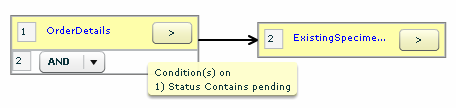 1 OrderDetails >
2 ExistingSpecime... >
2 AND ▼
Condition(s) on
1) Status Contains pending